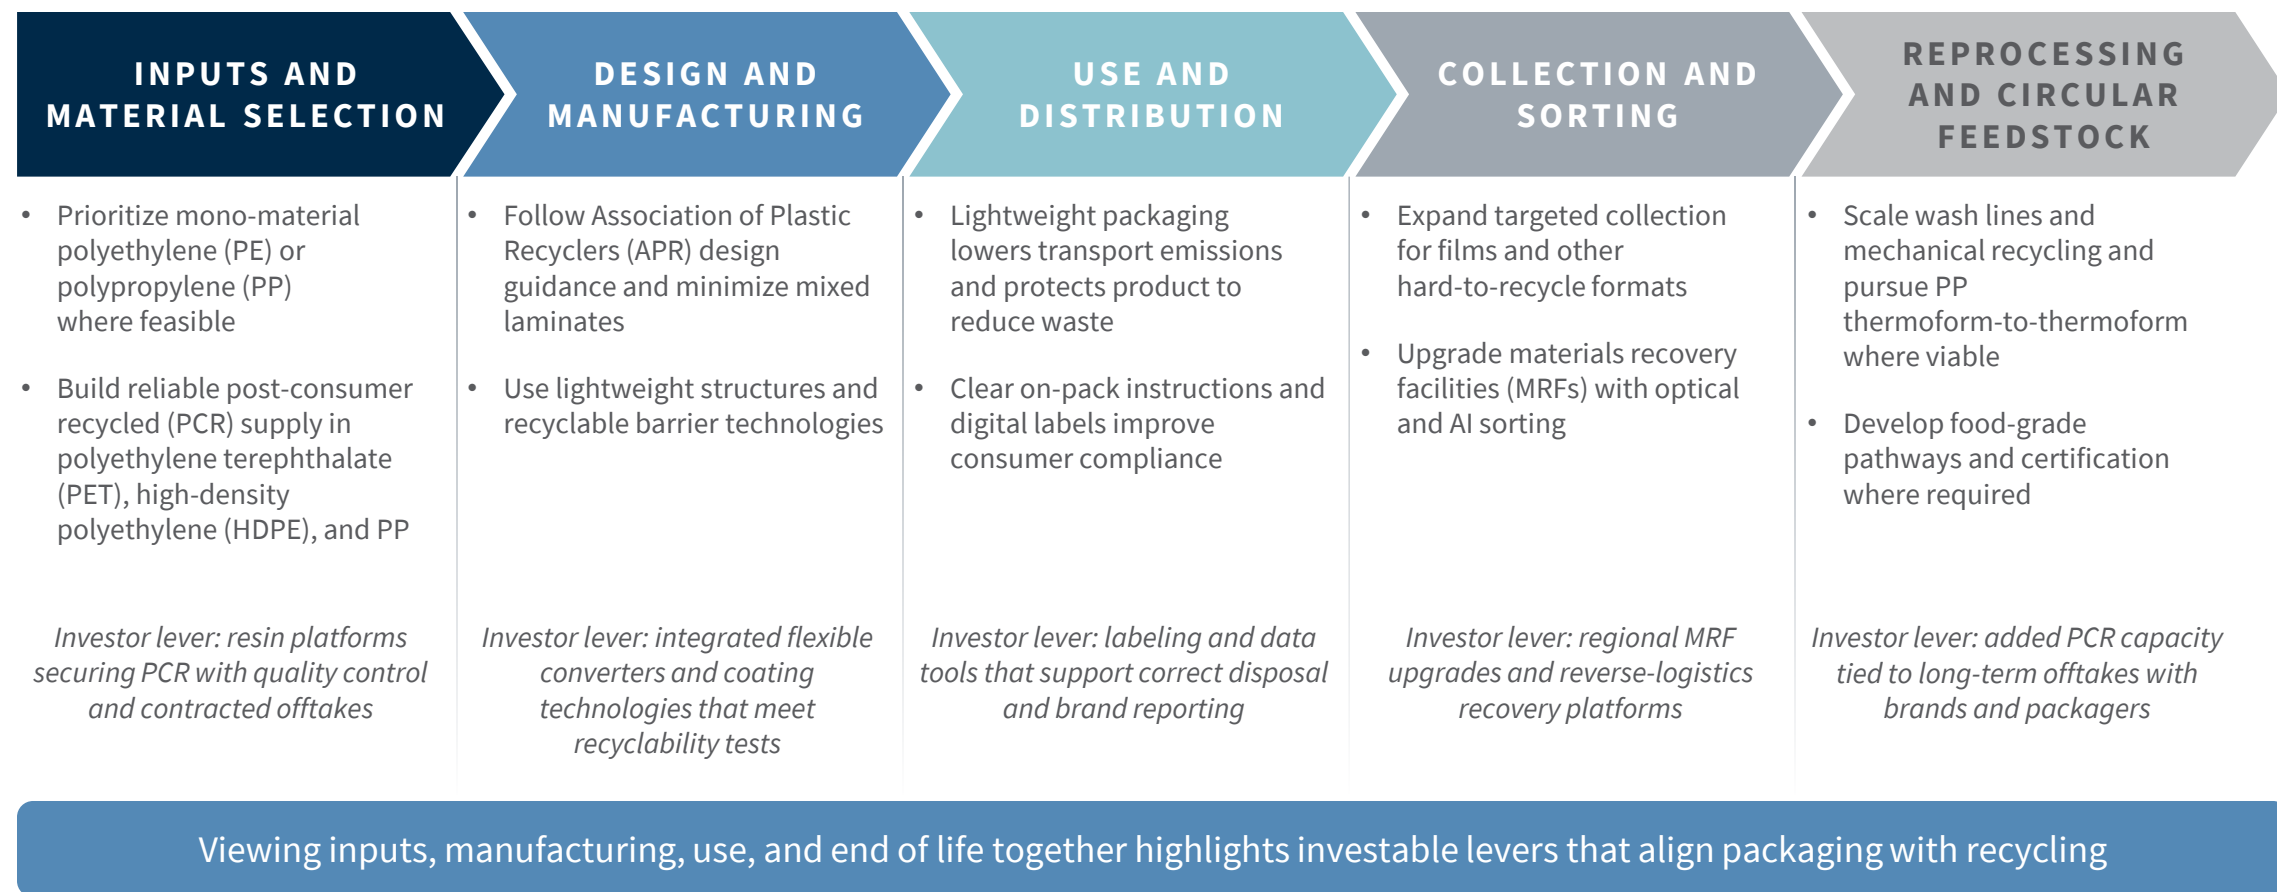 INPUTS AND
MATERIAL SELECTION
DESIGN AND
MANUFACTURING
USE AND
DISTRIBUTION
COLLECTION AND
SORTING
REPROCESSING
AND CIRCULAR
FEEDSTOCK
• Prioritize mono-material
polyethylene (PE) or
polypropylene (PP)
where feasible
• Build reliable post-consumer
recycled (PCR) supply in
polyethylene terephthalate
(PET), high-density
polyethylene (HDPE), and PP
Investor lever: resin platforms
securing PCR with quality control
and contracted offtakes
• Follow Association of Plastic
Recyclers (APR) design
guidance and minimize mixed
laminates
• Use lightweight structures and
recyclable barrier technologies
Investor lever: integrated flexible
converters and coating
technologies that meet
recyclability tests
• Lightweight packaging
lowers transport emissions
and protects product to
reduce waste
• Clear on-pack instructions and
digital labels improve
consumer compliance
Investor lever: labeling and data
tools that support correct disposal
and brand reporting
• Expand targeted collection
for films and other
hard-to-recycle formats
• Upgrade materials recovery
facilities (MRFs) with optical
and AI sorting
Investor lever: regional MRF
upgrades and reverse-logistics
recovery platforms
• Scale wash lines and
mechanical recycling and
pursue PP
thermoform-to-thermoform
where viable
• Develop food-grade
pathways and certification
where required
Investor lever: added PCR capacity
tied to long-term offtakes with
brands and packagers
Viewing inputs, manufacturing, use, and end of life together highlights investable levers that align packaging with recycling